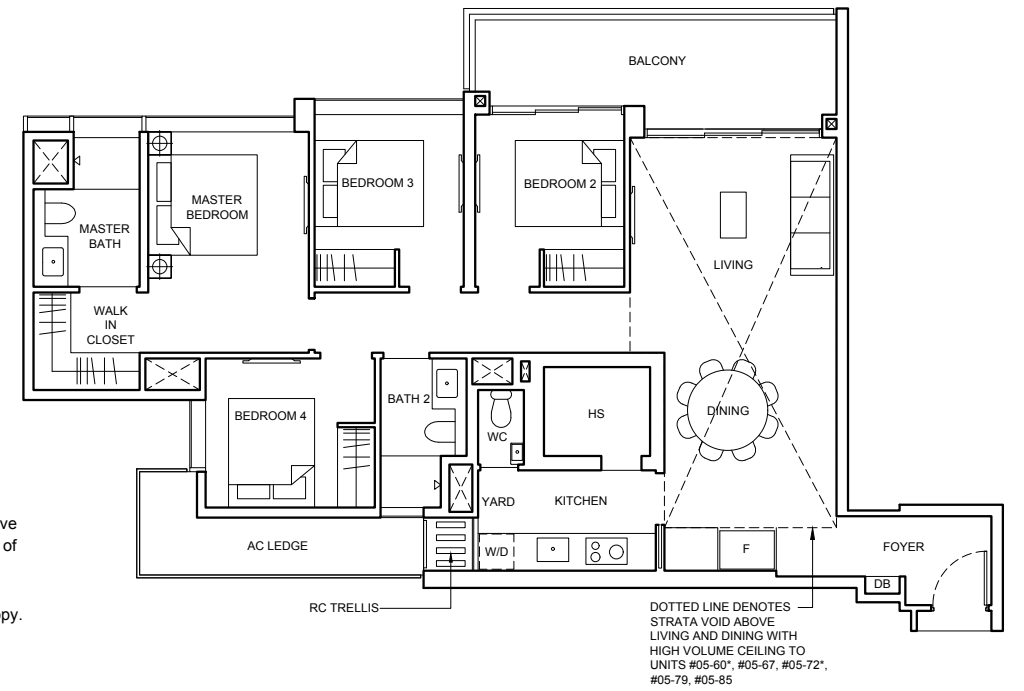 BALCONY
BEDROOM 3
BEDROOM 2
MASTER
BEDROOM
MASTER
BATH
LIVING
WALK
IN
CLOSET
BEDROOM 4
BATH 2
WC
HS
DINING
YARD
KITCHEN
ve
of
AC LEDGE
W/D
F
FOYER
DB
opy.
RC TRELLIS
DOTTED LINE DENOTES
STRATA VOID ABOVE
LIVING AND DINING WITH
HIGH VOLUME CEILING TO
UNITS #05-60*, #05-67, #05-72*,
#05-79, #05-85